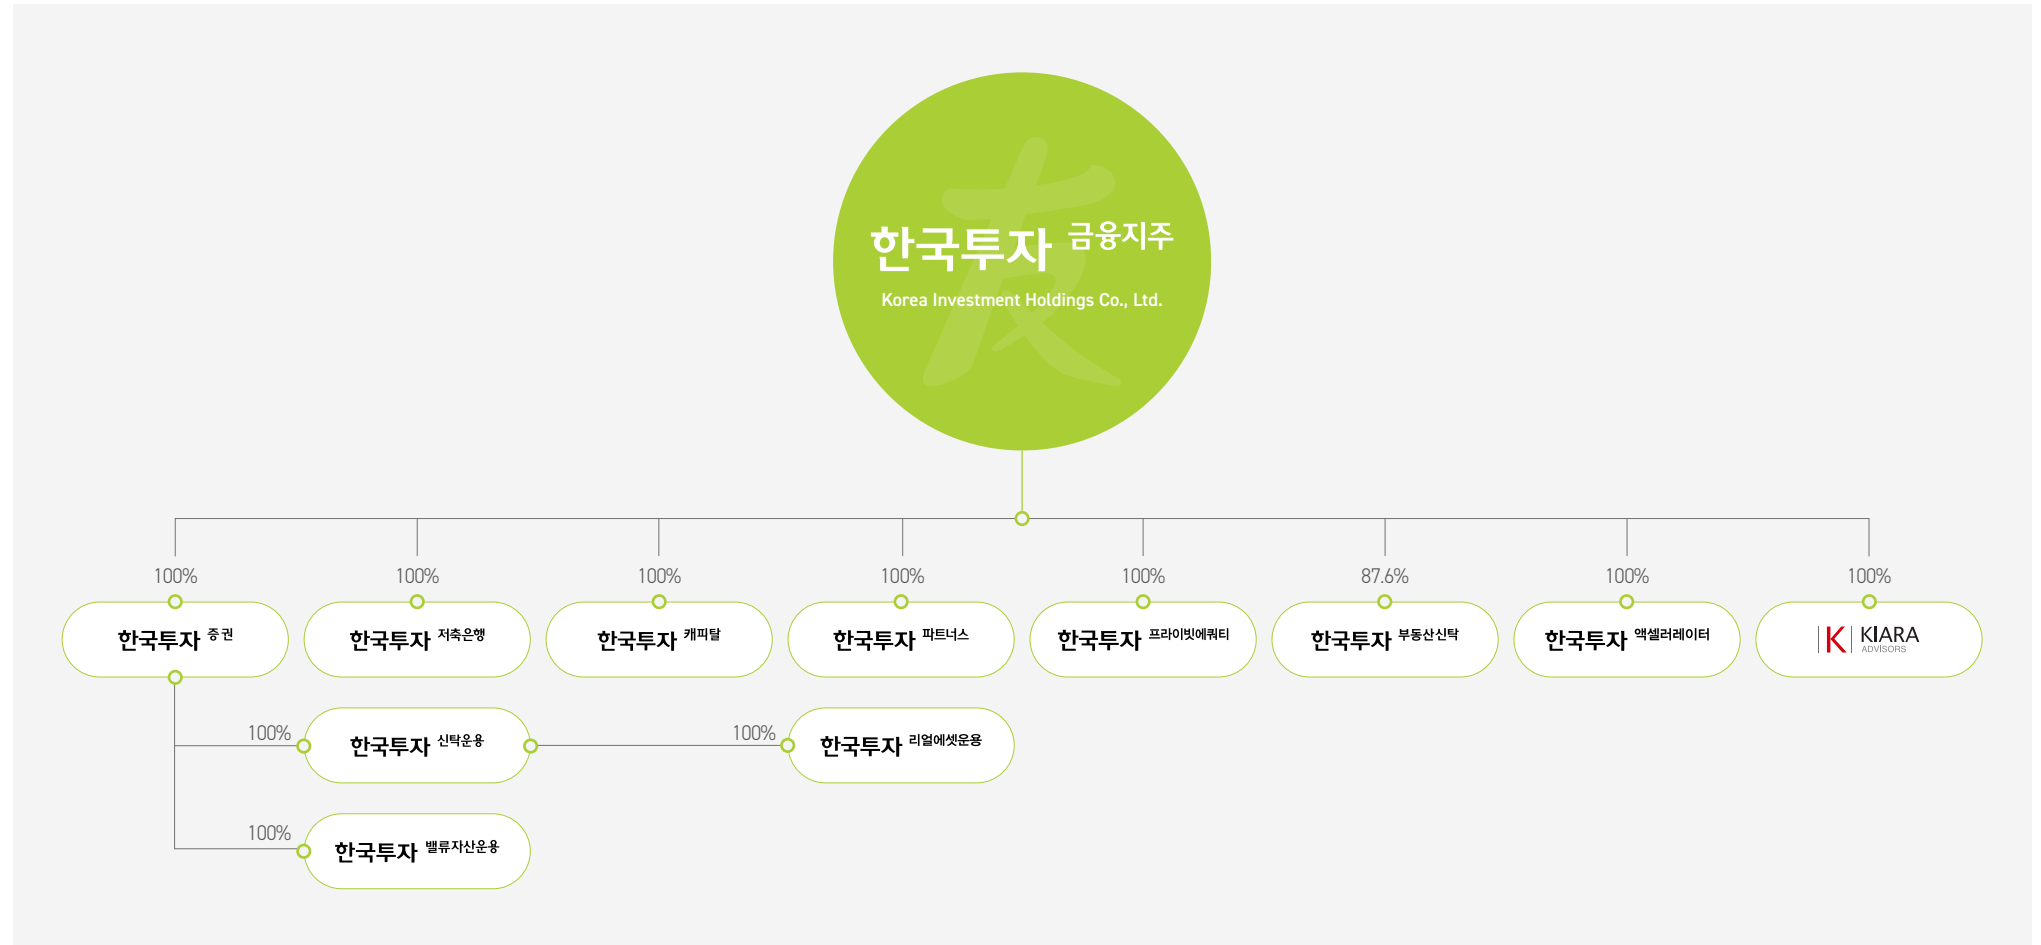 한국투자 금융지주
Korea Investment Holdings Co., Ltd.
100% 100% 100% 100% 100% 87.6% 100% 100%
한국투자 증권
한국투자 저축은행
한국투자 캐피탈
한국투자 파트너스
한국투자 프라이빗에쿼티
한국투자 부동산신탁
한국투자 액셀러레이터
K KIARA
ADVISORS
100%
한국투자 신탁운용
100%
한국투자 리얼에셋운용
100%
한국투자 밸류자산운용
友